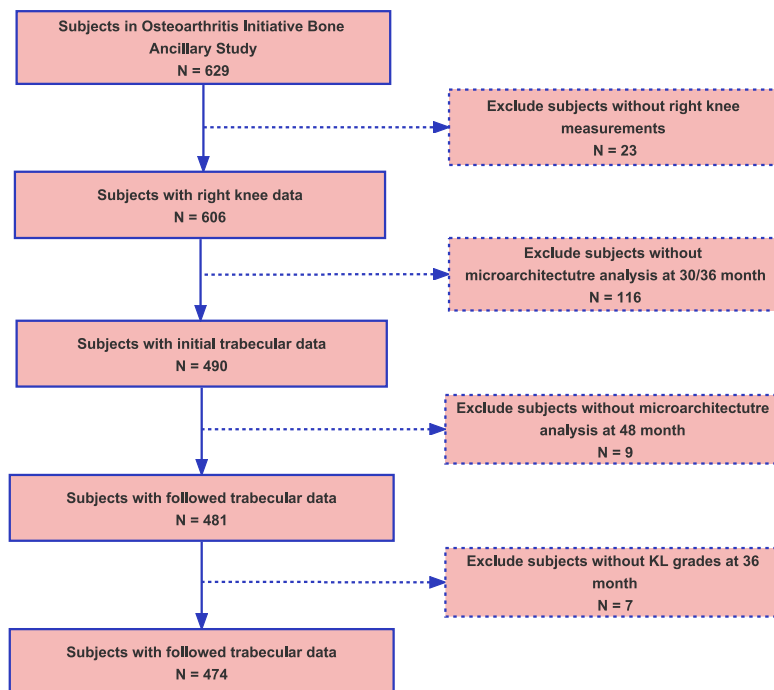 Subjects in Osteoarthritis Initiative Bone
Ancillary Study
N = 629
Exclude subjects without right knee
measurements
N = 23
Subjects with right knee data
N = 606
Exclude subjects without
microarchitectutre analysis at 30/36 month
N = 116
Subjects with initial trabecular data
N = 490
Exclude subjects without microarchitectutre
analysis at 48 month
N = 9
Subjects with followed trabecular data
N = 481
Exclude subjects without KL grades at 36
month
N = 7
Subjects with followed trabecular data
N = 474